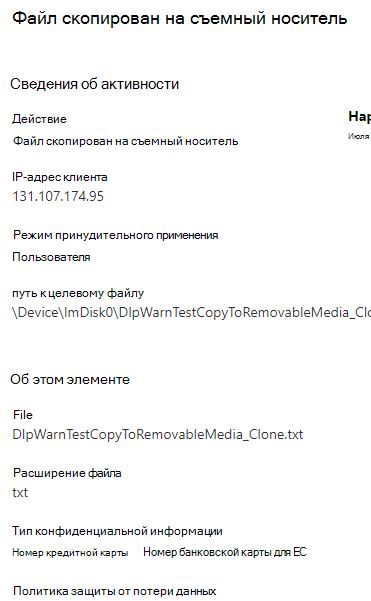 Файл скопирован на съемный носитель
Сведения об активности
Действие
Нар
Файл скопирован на съемный носитель
Июля
IP-адрес клиента
131.107.174.95
Режим принудительного применения
Пользователя
путь к целевому файлу
\Device\ImDisk0\DlpWarnTestCopyToRemovableMedia_Clo
Об этом элементе
File
DlpWarnTestCopyToRemovableMedia_Clone.txt
Расширение файла
txt
Тип конфиденциальной информации
Номер кредитной карты Номер банковской карты для ЕС
Политика защиты от потери данных